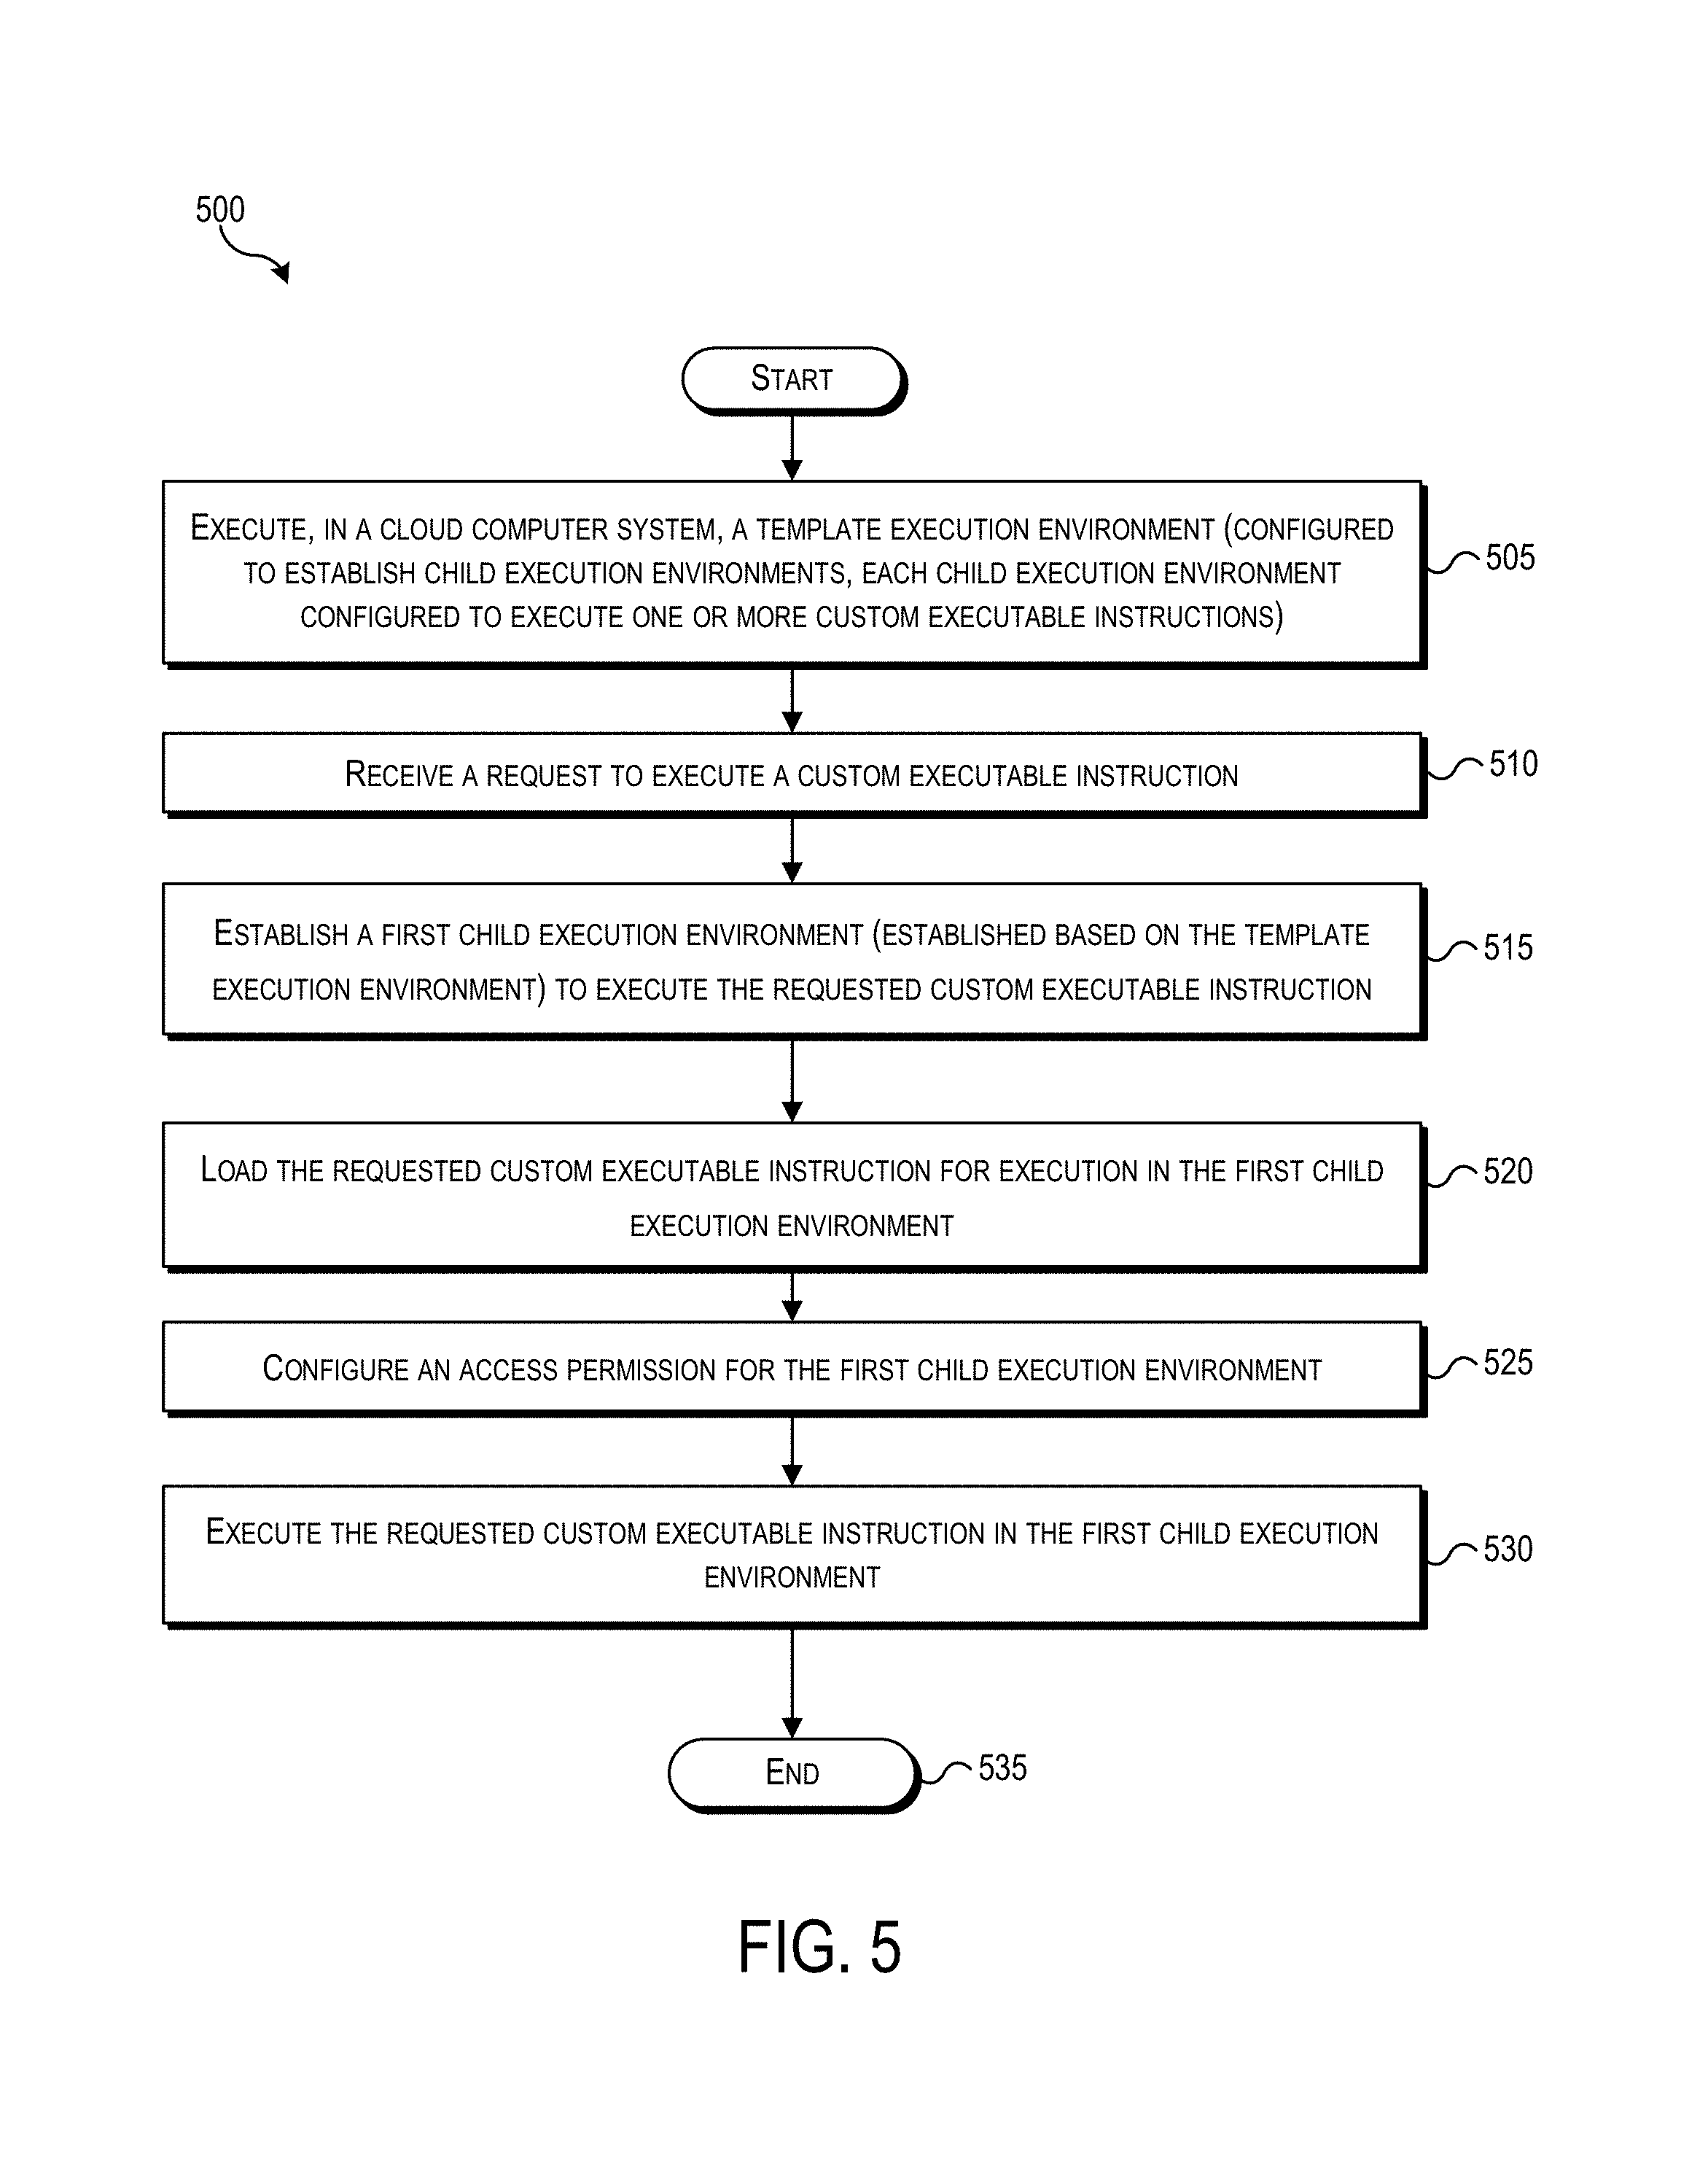 500
START
EXECUTE, IN A CLOUD COMPUTER SYSTEM, A TEMPLATE EXECUTION ENVIRONMENT (CONFIGURED
TO ESTABLISH CHILD EXECUTION ENVIRONMENTS, EACH CHILD EXECUTION ENVIRONMENT
CONFIGURED TO EXECUTE ONE OR MORE CUSTOM EXECUTABLE INSTRUCTIONS)
505
RECEIVE A REQUEST TO EXECUTE A CUSTOM EXECUTABLE INSTRUCTION
510
ESTABLISH A FIRST CHILD EXECUTION ENVIRONMENT (ESTABLISHED BASED ON THE TEMPLATE
EXECUTION ENVIRONMENT) TO EXECUTE THE REQUESTED CUSTOM EXECUTABLE INSTRUCTION
515
LOAD THE REQUESTED CUSTOM EXECUTABLE INSTRUCTION FOR EXECUTION IN THE FIRST CHILD
EXECUTION ENVIRONMENT
520
CONFIGURE AN ACCESS PERMISSION FOR THE FIRST CHILD EXECUTION ENVIRONMENT
525
EXECUTE THE REQUESTED CUSTOM EXECUTABLE INSTRUCTION IN THE FIRST CHILD EXECUTION
ENVIRONMENT
530
END
535
FIG. 5